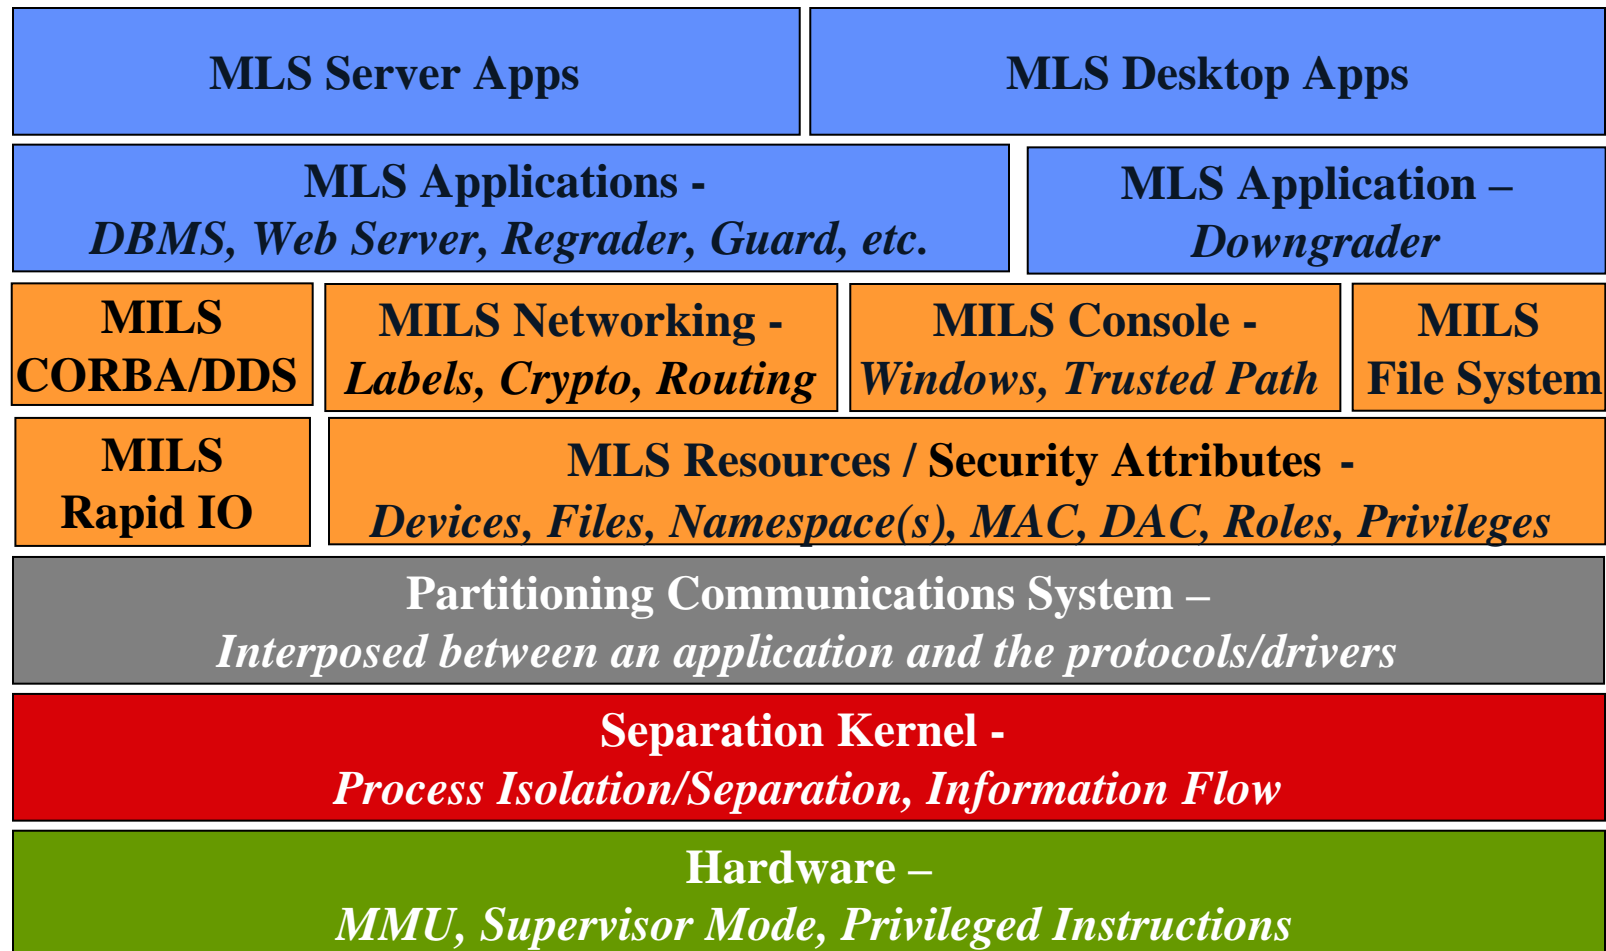 MLS Server Apps
MLS Desktop Apps
MLS Applications -
DBMS, Web Server, Regrader, Guard, etc.
MLS Application –
Downgrader
MILS
CORBA/DDS
MILS Networking -
Labels, Crypto, Routing
MILS Console -
Windows, Trusted Path
MILS
File System
MILS
Rapid IO
MLS Resources / Security Attributes -
Devices, Files, Namespace(s), MAC, DAC, Roles, Privileges
Partitioning Communications System –
Interposed between an application and the protocols/drivers
Separation Kernel -
Process Isolation/Separation, Information Flow
Hardware –
MMU, Supervisor Mode, Privileged Instructions